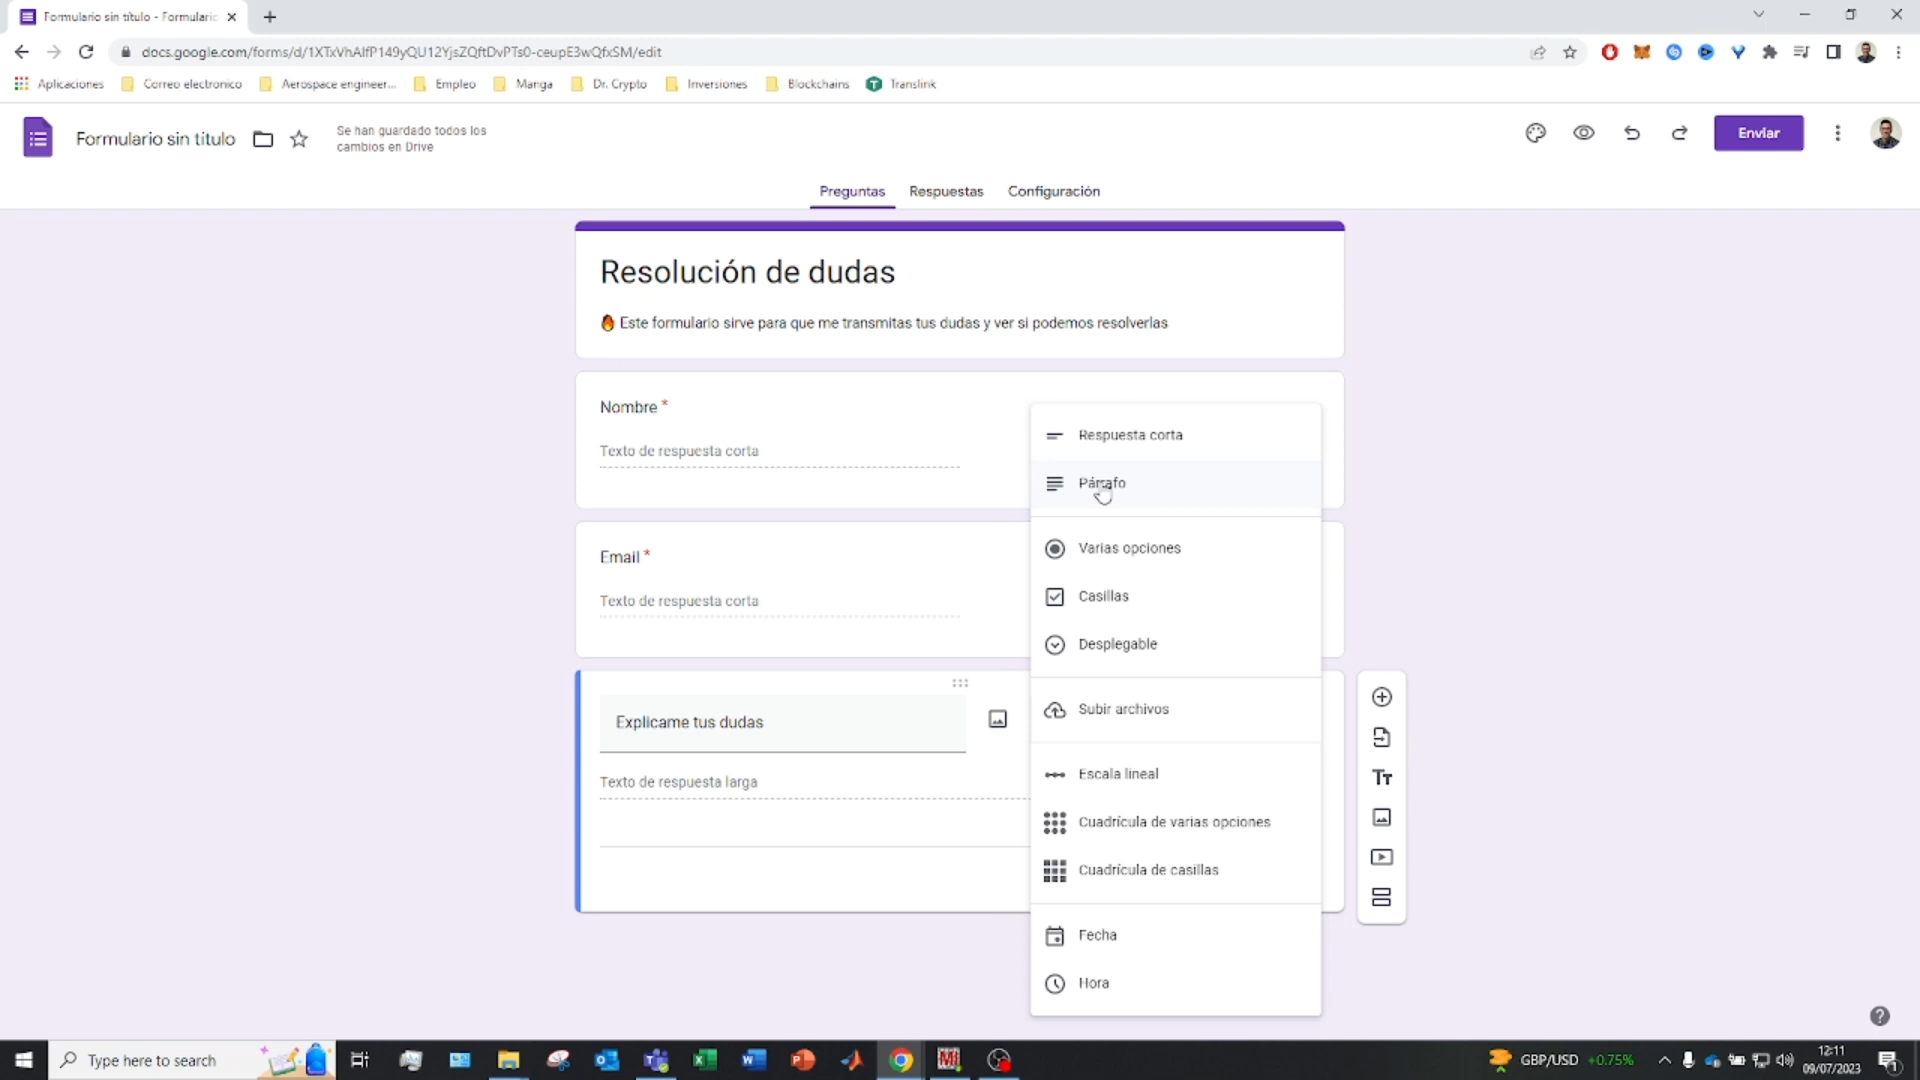 Formulario sin título - Formulario
docs.google.com/forms/d/1XTxVhAlfP149yQU12YjsZQftDvPTs0-ceupE3wQfxSM/edit
Aplicaciones
Correo electronico
Aerospace engineer...
Empleo
Manga
Dr. Crypto
Inversiones
Blockchains
Translink
Formulario sin título
Se han guardado todos los
cambios en Drive
Enviar
Preguntas
Respuestas
Configuración
Resolución de dudas
Este formulario sirve para que me transmitas tus dudas y ver si podemos resolverlas
Nombre *
Texto de respuesta corta
Email *
Texto de respuesta corta
Explicame tus dudas
Texto de respuesta larga
Respuesta corta
Párrafo
Varias opciones
Casillas
Desplegable
Subir archivos
Escala lineal
Cuadrícula de varias opciones
Cuadrícula de casillas
Fecha
Hora
Tт
Type here to search
GBP/USD +0.75%
12:11
09/07/2023
1